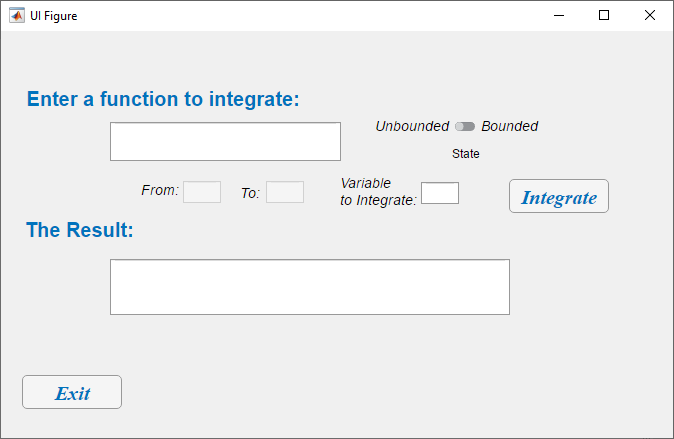 UI Figure
Enter a function to integrate:
Unbounded Bounded
State
From: To: Variable
to Integrate:
Integrate
The Result:
Exit